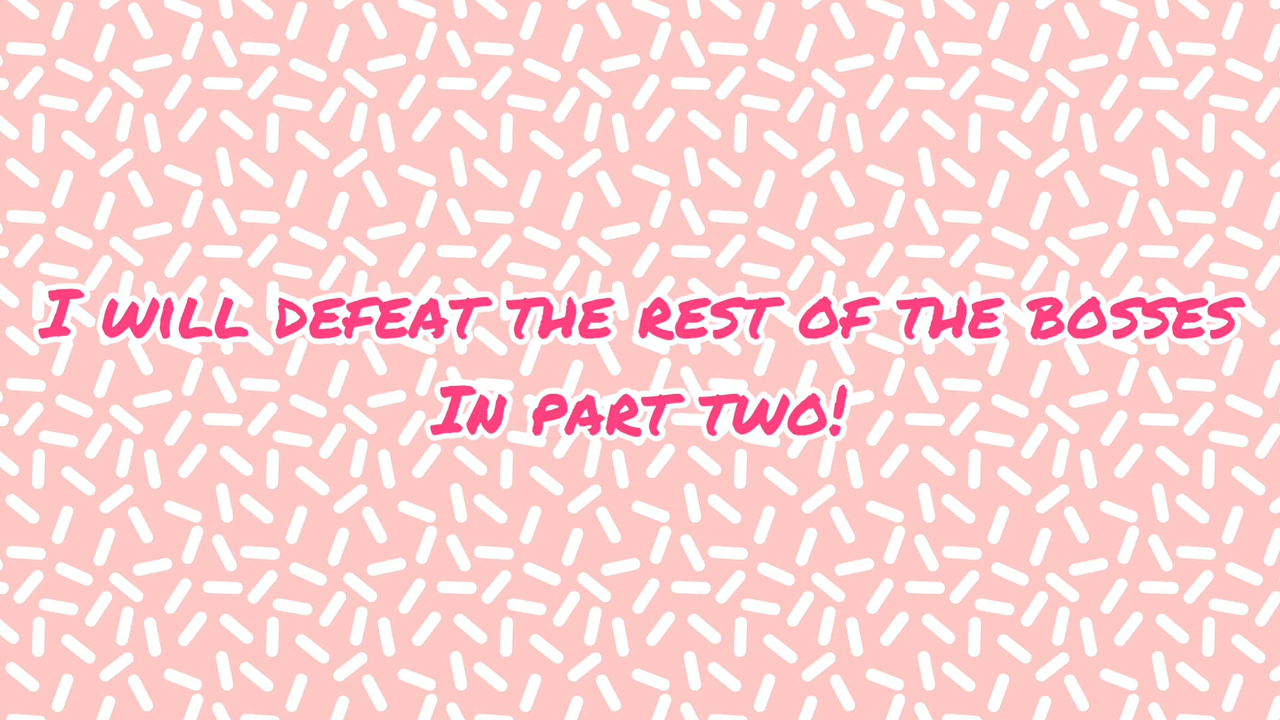 I will defeat the rest of the bosses
In part two!